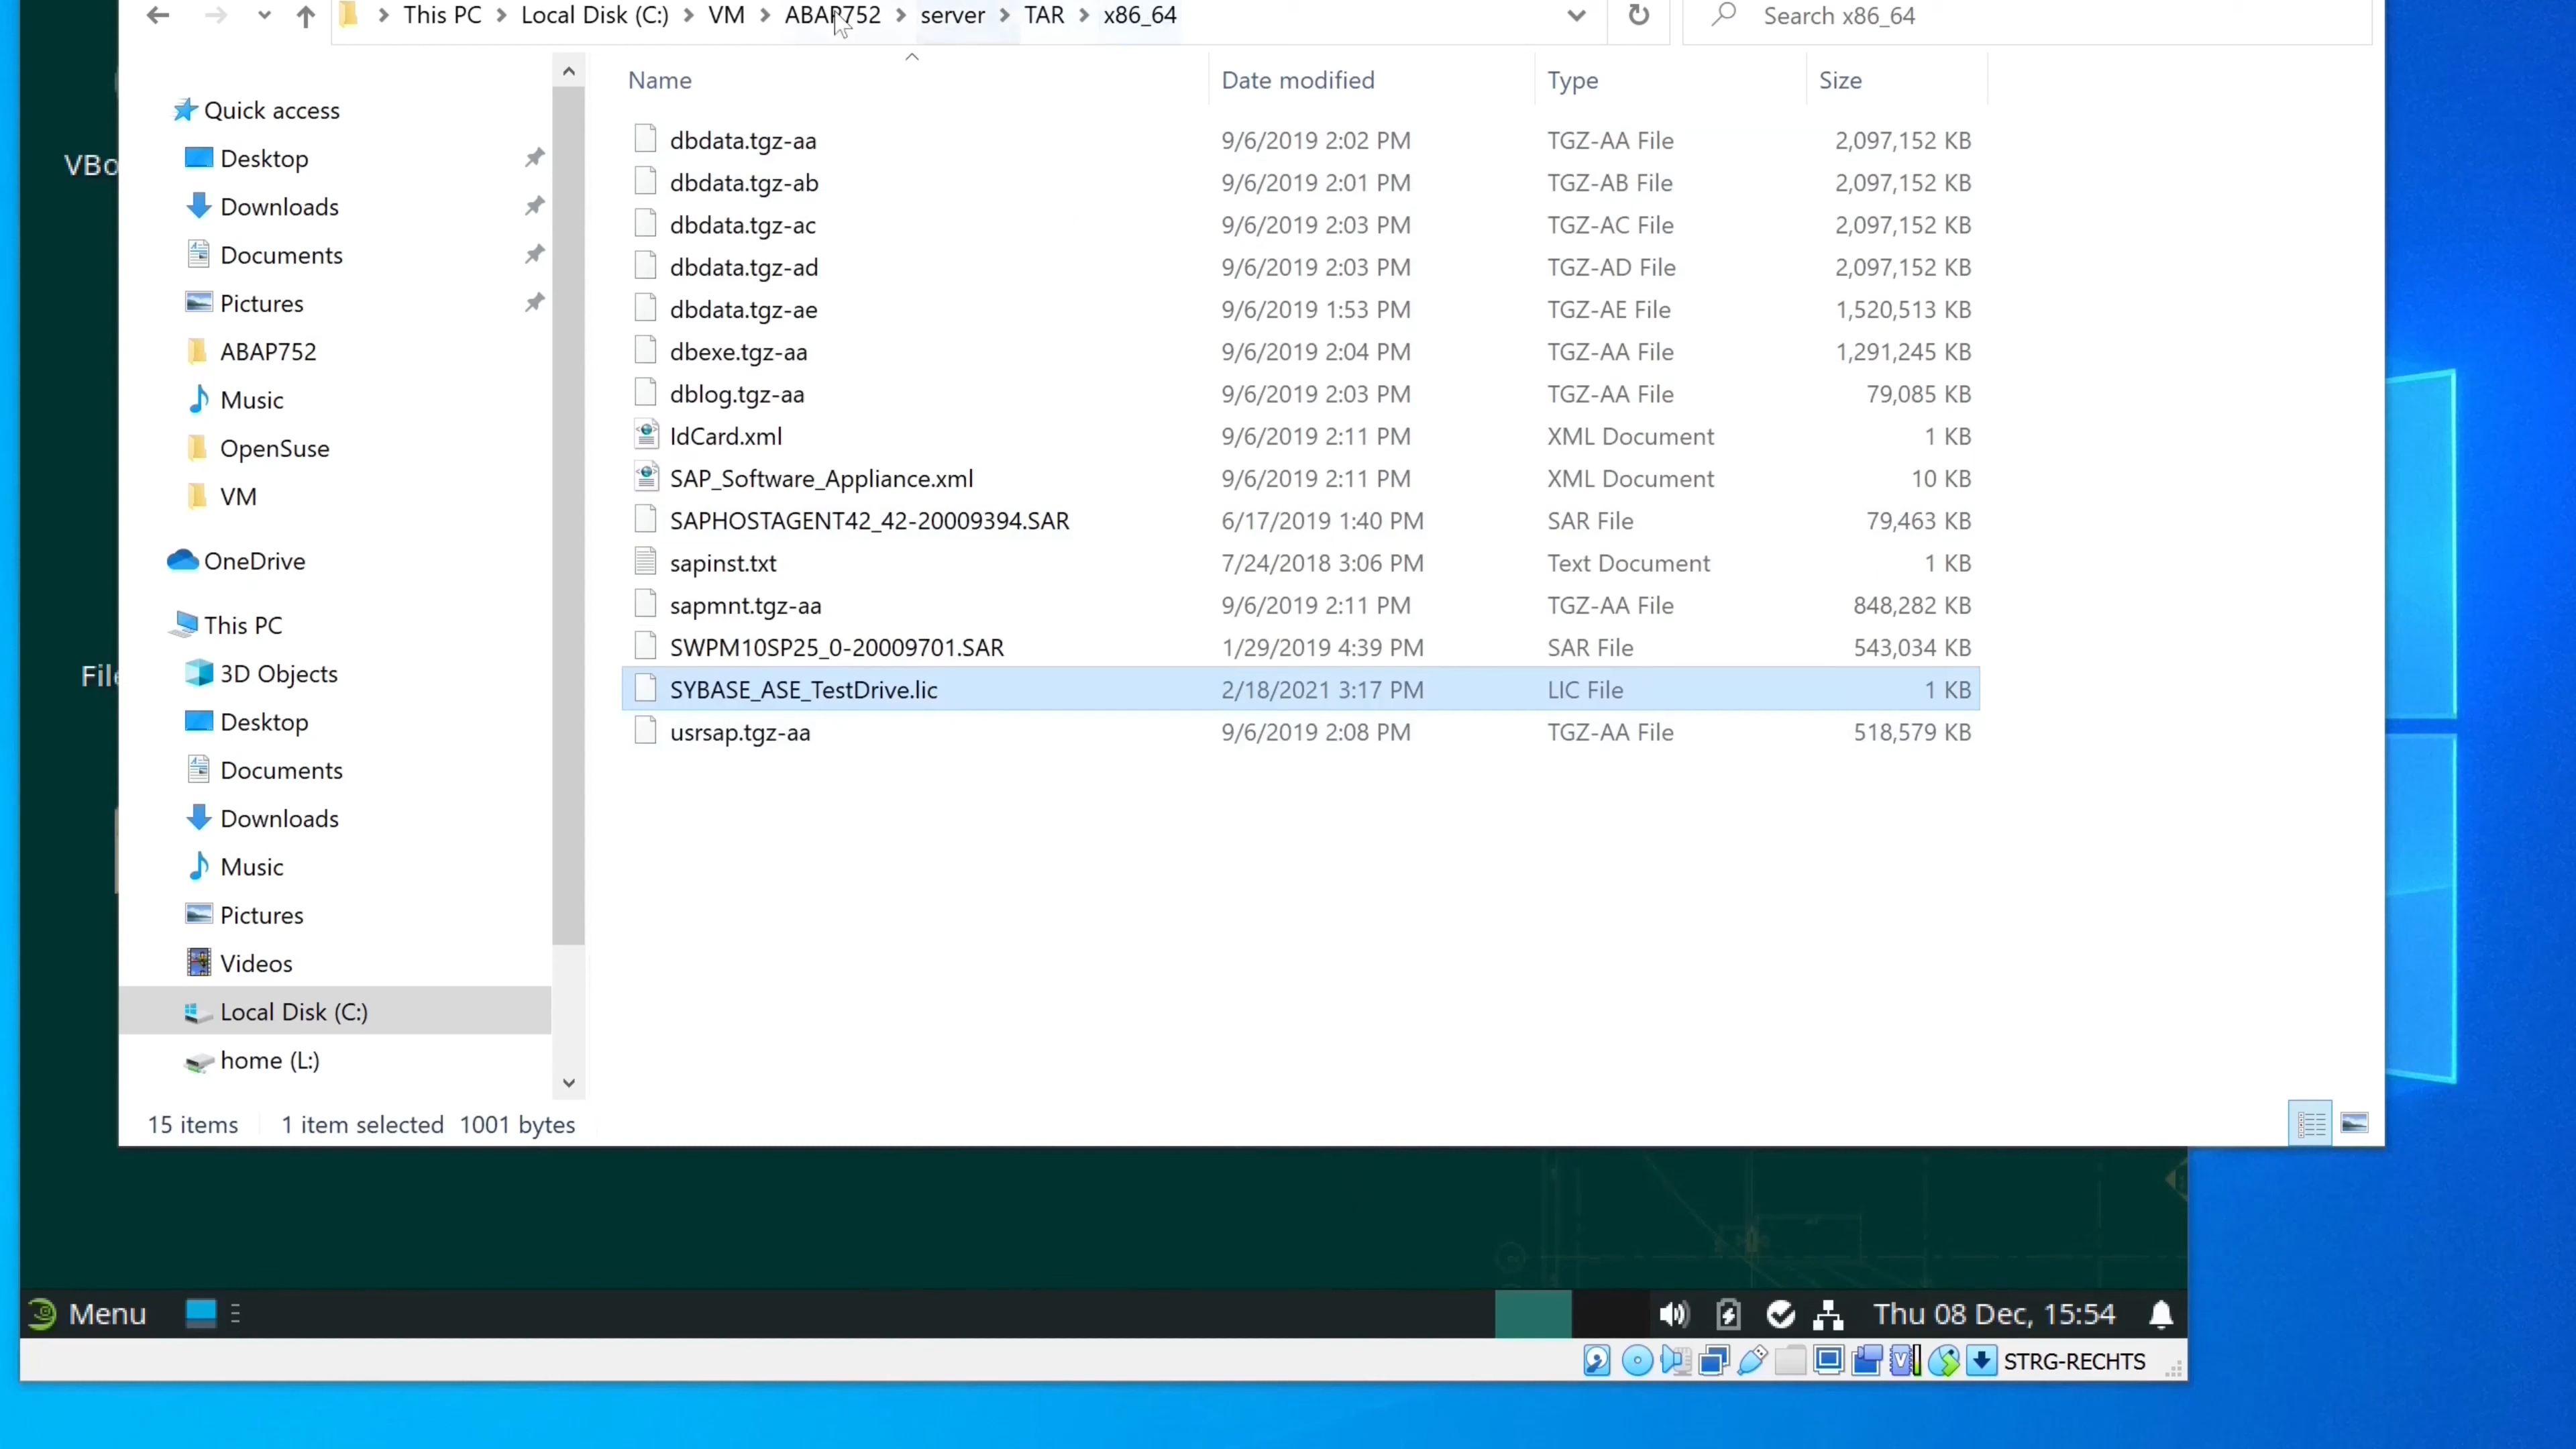 This PC > Local Disk (C:) > VM > ABAP752 > server > TAR > x86_64
Search x86_64
Name Date modified Type Size
Quick access
Desktop
Downloads
Documents
Pictures
ABAP752
Music
OpenSuse
VM
OneDrive
This PC
3D Objects
Desktop
Documents
Downloads
Music
Pictures
Videos
Local Disk (C:)
home (L:)
dbdata.tgz-aa 9/6/2019 2:02 PM TGZ-AA File 2,097,152 KB
dbdata.tgz-ab 9/6/2019 2:01 PM TGZ-AB File 2,097,152 KB
dbdata.tgz-ac 9/6/2019 2:03 PM TGZ-AC File 2,097,152 KB
dbdata.tgz-ad 9/6/2019 2:03 PM TGZ-AD File 2,097,152 KB
dbdata.tgz-ae 9/6/2019 1:53 PM TGZ-AE File 1,520,513 KB
dbexe.tgz-aa 9/6/2019 2:04 PM TGZ-AA File 1,291,245 KB
dblog.tgz-aa 9/6/2019 2:03 PM TGZ-AA File 79,085 KB
IdCard.xml 9/6/2019 2:11 PM XML Document 1 KB
SAP_Software_Appliance.xml 9/6/2019 2:11 PM XML Document 10 KB
SAPHOSTAGENT42_42-20009394.SAR 6/17/2019 1:40 PM SAR File 79,463 KB
sapinst.txt 7/24/2018 3:06 PM Text Document 1 KB
sapmnt.tgz-aa 9/6/2019 2:11 PM TGZ-AA File 848,282 KB
SWPM10SP25_0-20009701.SAR 1/29/2019 4:39 PM SAR File 543,034 KB
SYBASE_ASE_TestDrive.lic 2/18/2021 3:17 PM LIC File 1 KB
usrsap.tgz-aa 9/6/2019 2:08 PM TGZ-AA File 518,579 KB
15 items 1 item selected 1001 bytes
VBo
File
Menu
Thu 08 Dec, 15:54
STRG-RECHTS